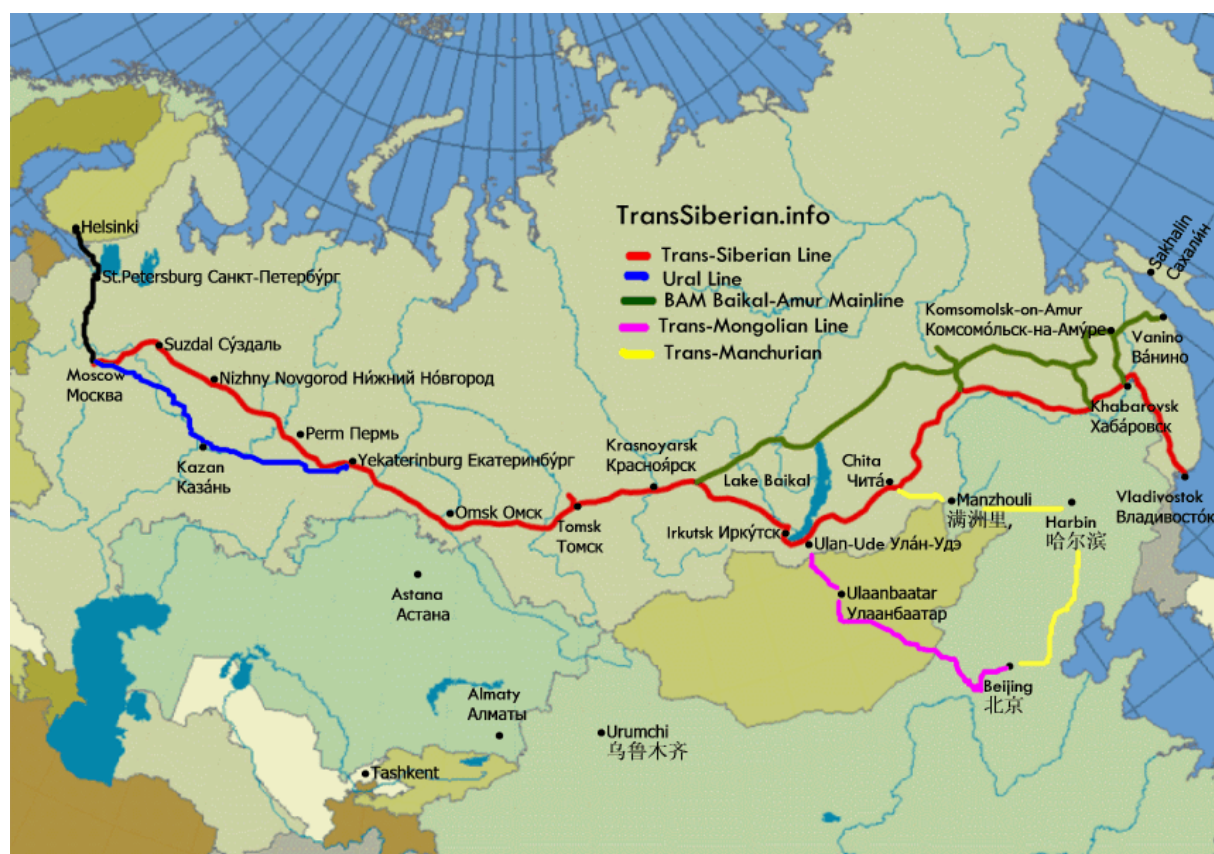 TransSiberian.info
Trans-Siberian Line
Ural Line
BAM Baikal-Amur Mainline
Trans-Mongolian Line
Trans-Manchurian
Helsinki
St.Petersburg Санкт-Петербу́рг
Suzdal Су́здаль
Moscow
Москва
Nizhny Novgorod Ни́жний Но́вгород
Perm Пермь
Kazan
Каза́нь
Yekaterinburg Екатеринбу́рг
Omsk Омск
Tomsk
Томск
Krasnoyarsk
Красноя́рск
Lake Baikal
Irkutsk Ирку́тск
Ulan-Ude Ула́н-Удэ
Chita
Чита́
Komsomolsk-on-Amur
Комсомо́льск-на-Аму́ре
Sakhalin
Сахали́н
Vanino
Ва́нино
Khabarovsk
Хаба́ровск
Vladivostok
Владивосто́к
Manzhouli
满洲里,
Harbin
哈尔滨
Ulaanbaatar
Улаанбаатар
Beijing
北京
Astana
Астана
Almaty
Алматы
Urumchi
乌鲁木齐
Tashkent